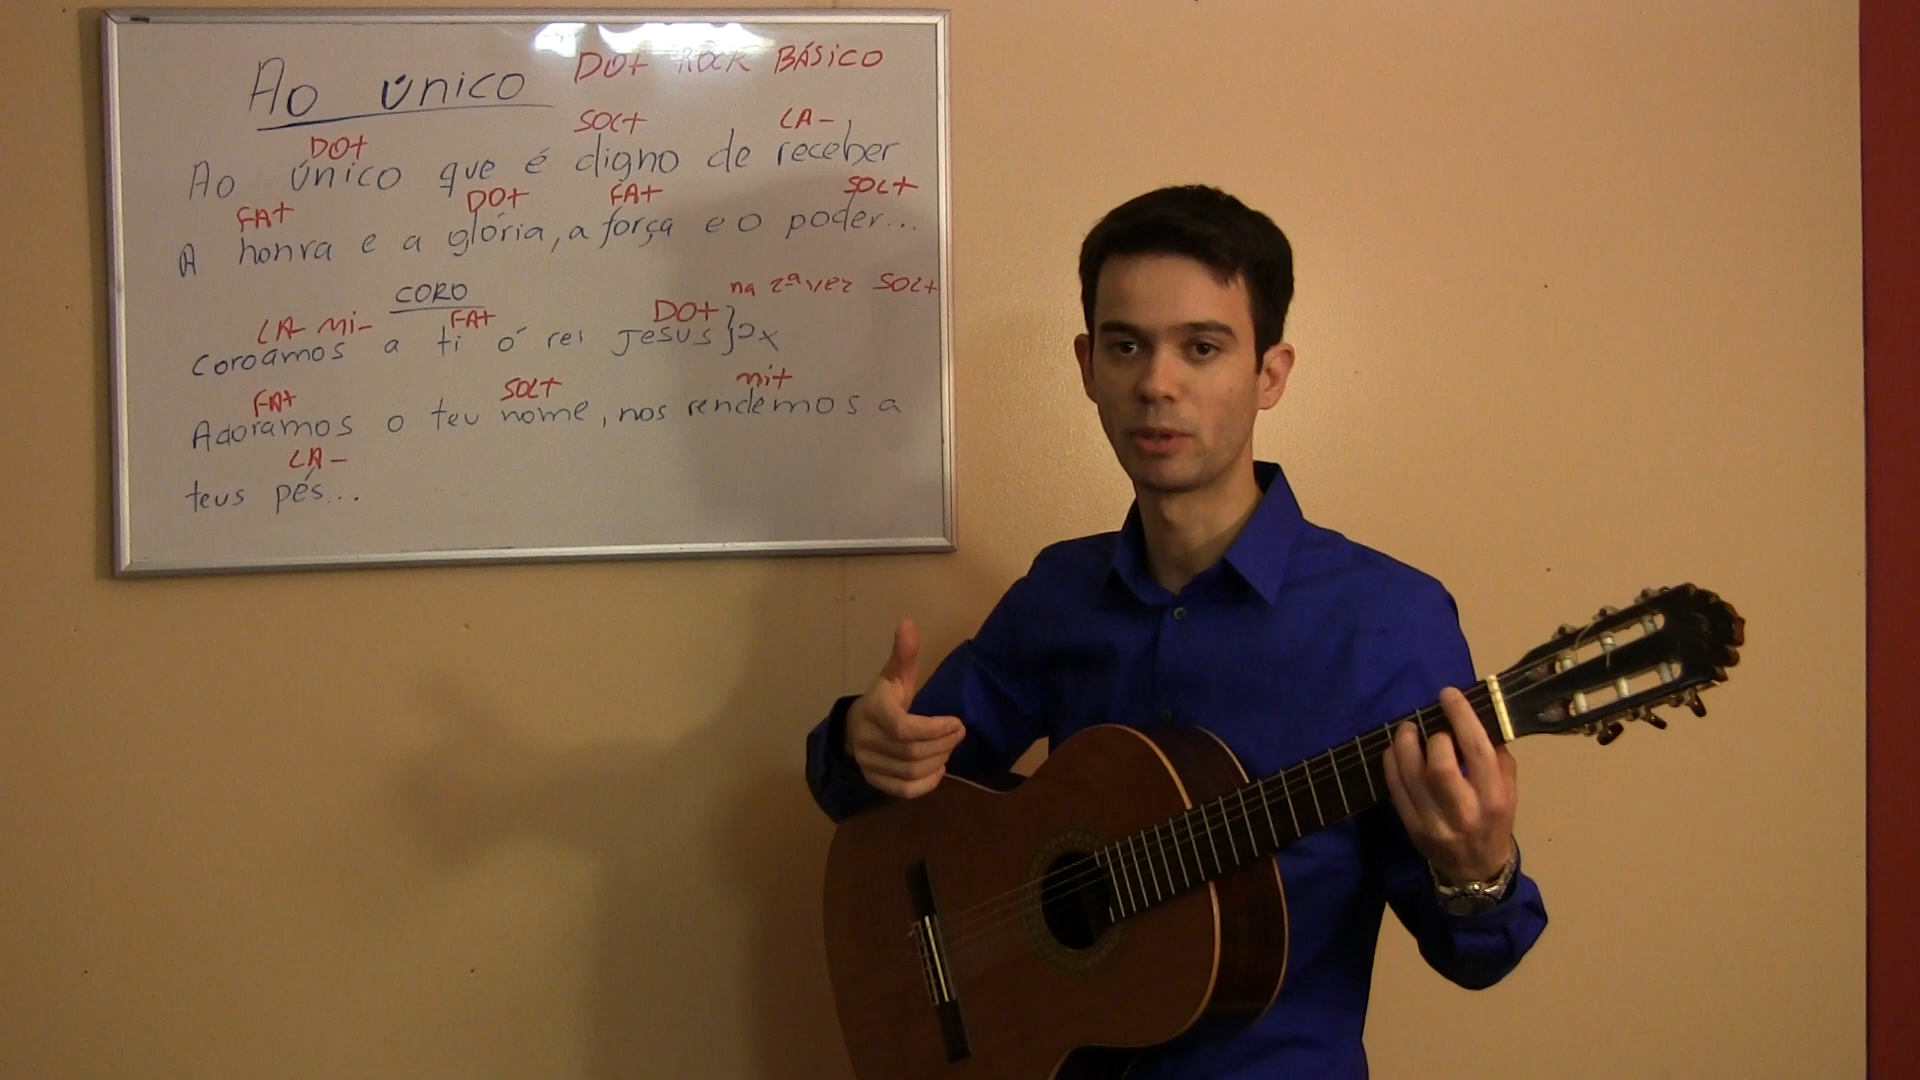 Ao único DO+ ROCK BÁSICO
DO+ SOL+ LA-
Ao único que é digno de receber
FA+ DO+ FA+ SOL+
A honra e a glória, a força e o poder...
CORO na 2ª vez SOL+
LA- mi- FA+ DO+
coroamos a ti ó rei Jesus}2x
FA+ SOL+ mi+
Adoramos o teu nome, nos rendemos a
LA-
teus pés...